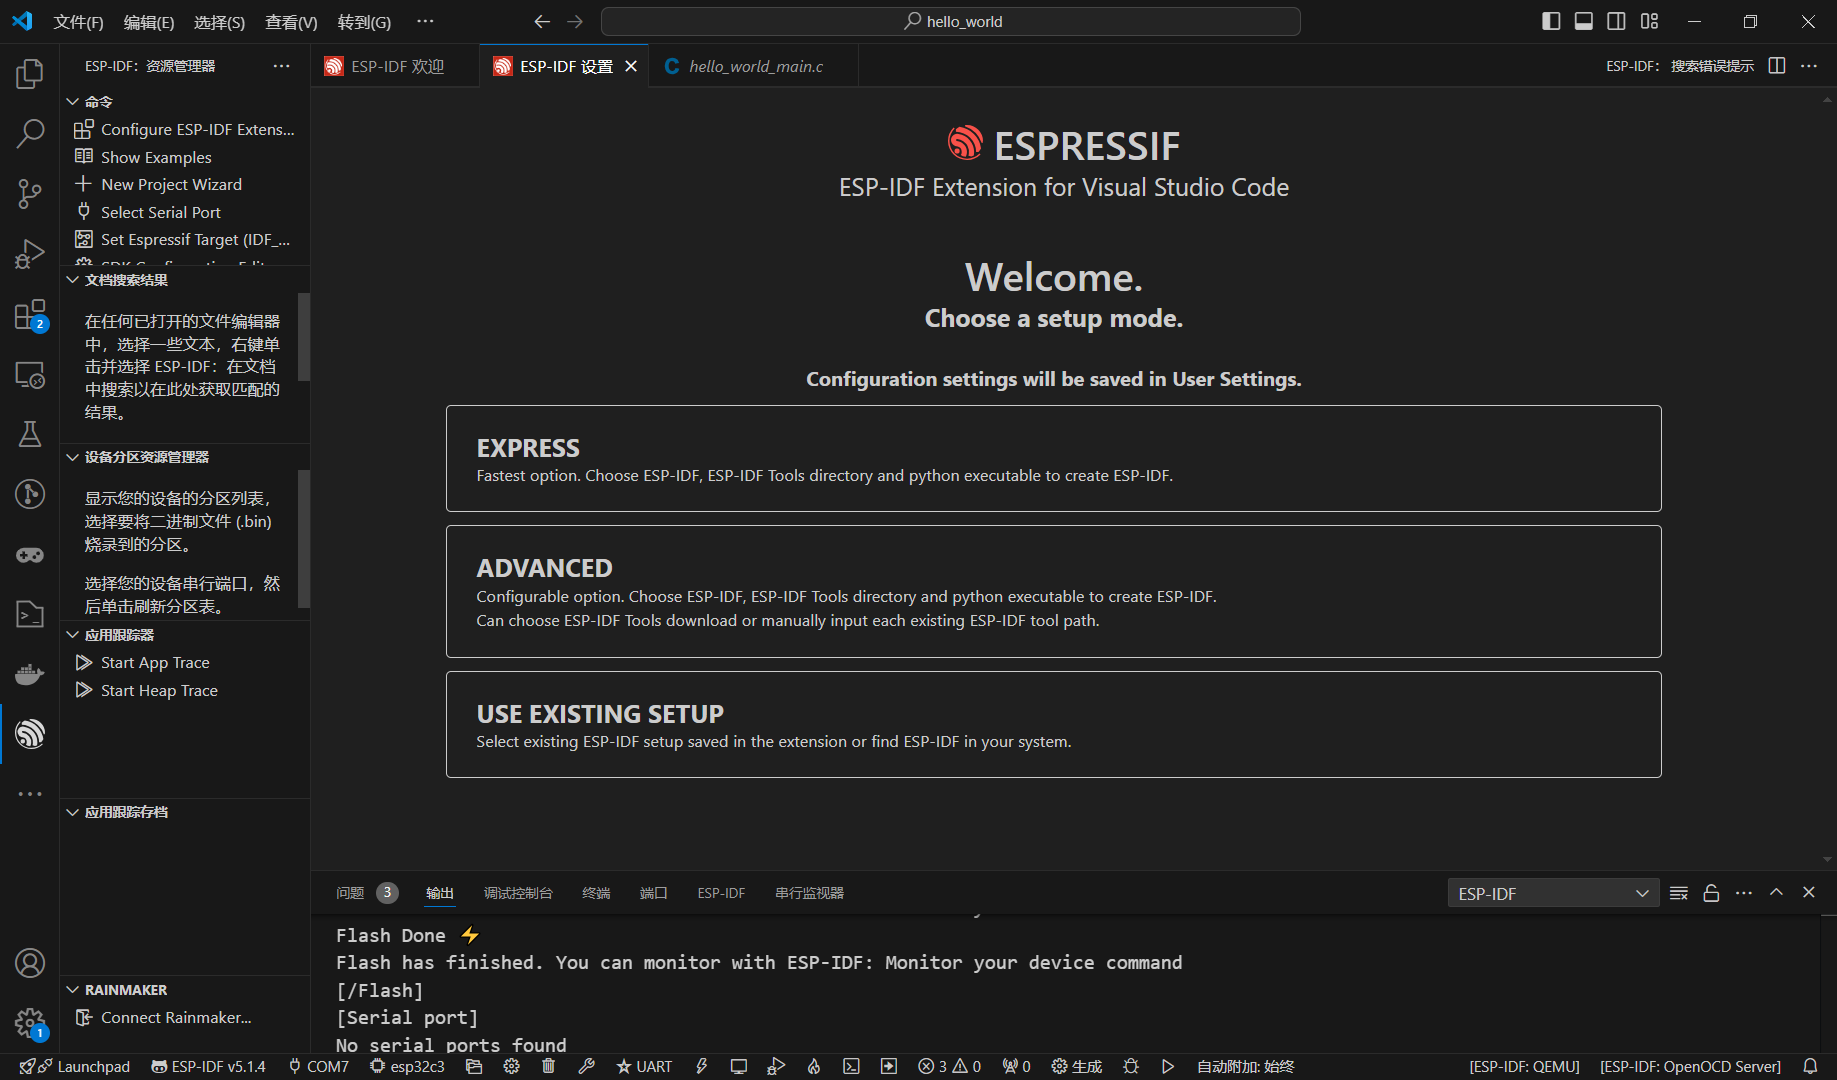 文件(F) 编辑(E) 选择(S) 查看(V) 转到(G) ···
hello_world
ESP-IDF：资源管理器
命令
Configure ESP-IDF Extens...
Show Examples
New Project Wizard
Select Serial Port
Set Espressif Target (IDF_...
文档搜索结果
在任何已打开的文件编辑器
中，选择一些文本，右键单
击并选择 ESP-IDF：在文档
中搜索以在此处获取匹配的
结果。
设备分区资源管理器
显示您的设备的分区列表，
选择要将二进制文件 (.bin)
烧录到的分区。
选择您的设备串行端口，然
后单击刷新分区表。
应用跟踪器
Start App Trace
Start Heap Trace
应用跟踪存档
RAINMAKER
Connect Rainmaker...
2
1
ESP-IDF 欢迎
ESP-IDF 设置
C hello_world_main.c
ESP-IDF：搜索错误提示
ESPRESSIF
ESP-IDF Extension for Visual Studio Code
Welcome.
Choose a setup mode.
Configuration settings will be saved in User Settings.
EXPRESS
Fastest option. Choose ESP-IDF, ESP-IDF Tools directory and python executable to create ESP-IDF.
ADVANCED
Configurable option. Choose ESP-IDF, ESP-IDF Tools directory and python executable to create ESP-IDF.
Can choose ESP-IDF Tools download or manually input each existing ESP-IDF tool path.
USE EXISTING SETUP
Select existing ESP-IDF setup saved in the extension or find ESP-IDF in your system.
问题 3 输出 调试控制台 终端 端口 ESP-IDF 串行监视器
ESP-IDF
Flash Done ⚡
Flash has finished. You can monitor with ESP-IDF: Monitor your device command
[/Flash]
[Serial port]
No serial ports found
Launchpad ESP-IDF v5.1.4 COM7 esp32c3 UART 3 0 0 生成 自动附加: 始终 [ESP-IDF: QEMU] [ESP-IDF: OpenOCD Server]